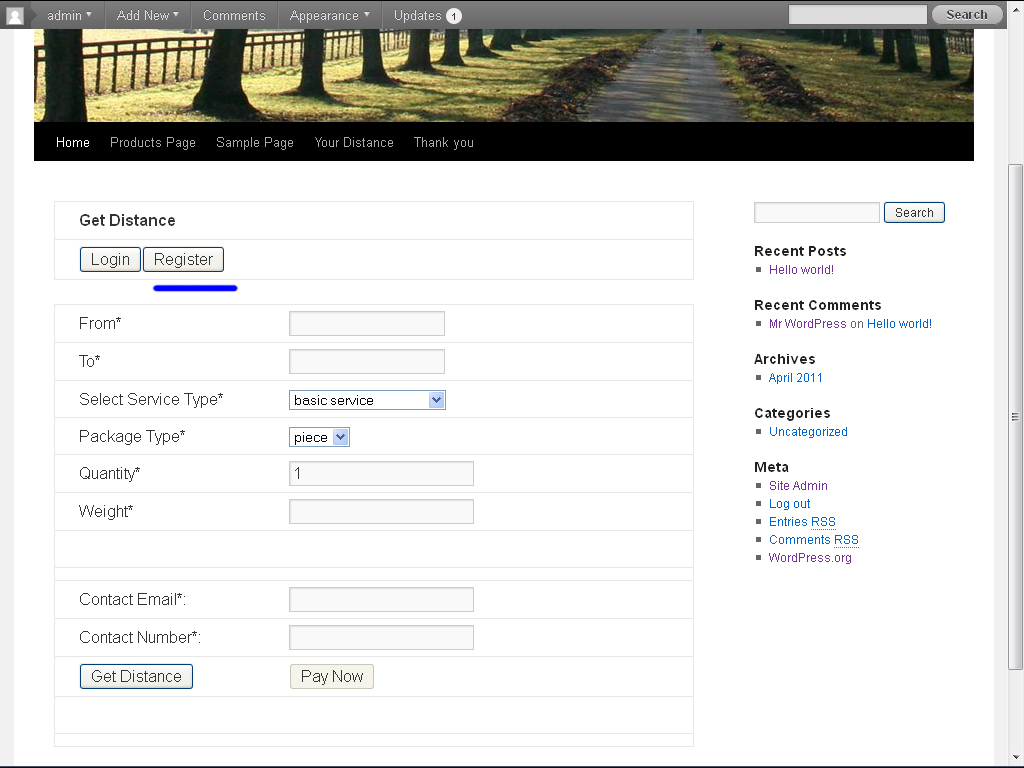 admin Add New Comments Appearance Updates 1 Search
Home Products Page Sample Page Your Distance Thank you
Get Distance
Login Register
From*
To*
Select Service Type* basic service
Package Type* piece
Quantity* 1
Weight*
Contact Email*:
Contact Number*:
Get Distance Pay Now
Search
Recent Posts
Hello world!
Recent Comments
Mr WordPress on Hello world!
Archives
April 2011
Categories
Uncategorized
Meta
Site Admin
Log out
Entries RSS
Comments RSS
WordPress.org